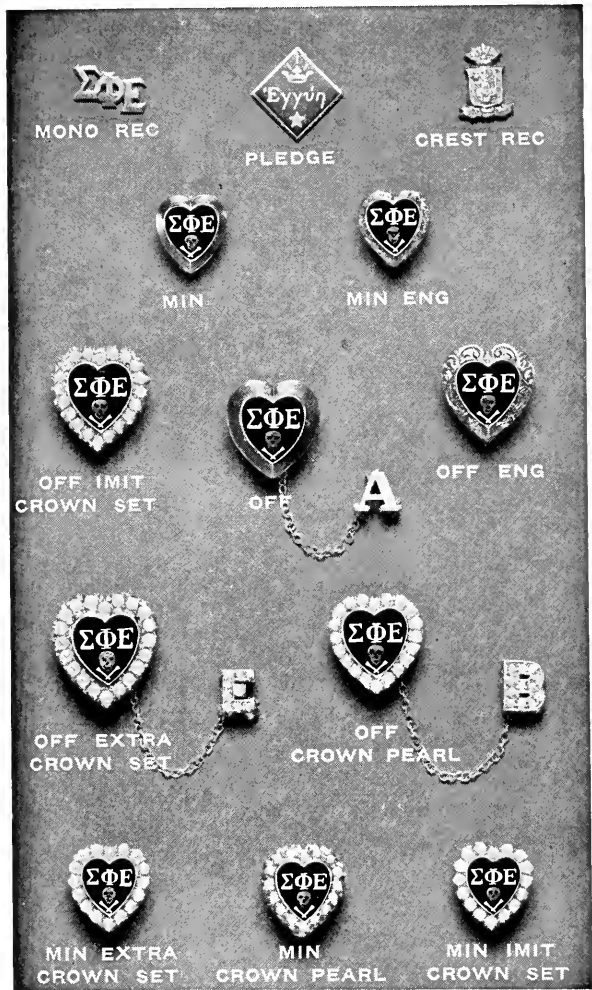 ΣΦΕ
MONO REC
Ἐγγύη
PLEDGE
CREST REC
ΣΦΕ
MIN
ΣΦΕ
MIN ENG
ΣΦΕ
OFF IMIT
CROWN SET
ΣΦΕ
OFF
A
ΣΦΕ
OFF ENG
ΣΦΕ
OFF EXTRA
CROWN SET
E
ΣΦΕ
OFF
CROWN PEARL
B
ΣΦΕ
MIN EXTRA
CROWN SET
ΣΦΕ
MIN
CROWN PEARL
ΣΦΕ
MIN IMIT
CROWN SET